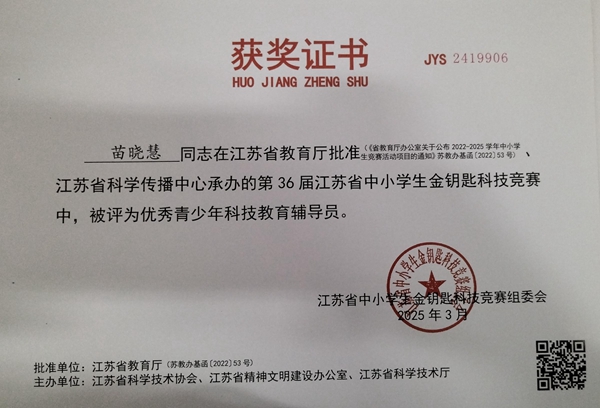 获奖证书
JYS 2419906
HUO JIANG ZHENG SHU
苗晓慧 同志在江苏省教育厅批准(《省教育厅办公室关于公布2022-2025学年中小学生竞赛活动项目的通知》苏教办基函[2022]53号)、
江苏省科学传播中心承办的第36届江苏省中小学生金钥匙科技竞赛
中，被评为优秀青少年科技教育辅导员。
江苏省中小学生金钥匙科技竞赛组委会
2025年3月
批准单位：江苏省教育厅（苏教办基函[2022]53号）
主办单位：江苏省科学技术协会、江苏省精神文明建设办公室、江苏省科学技术厅